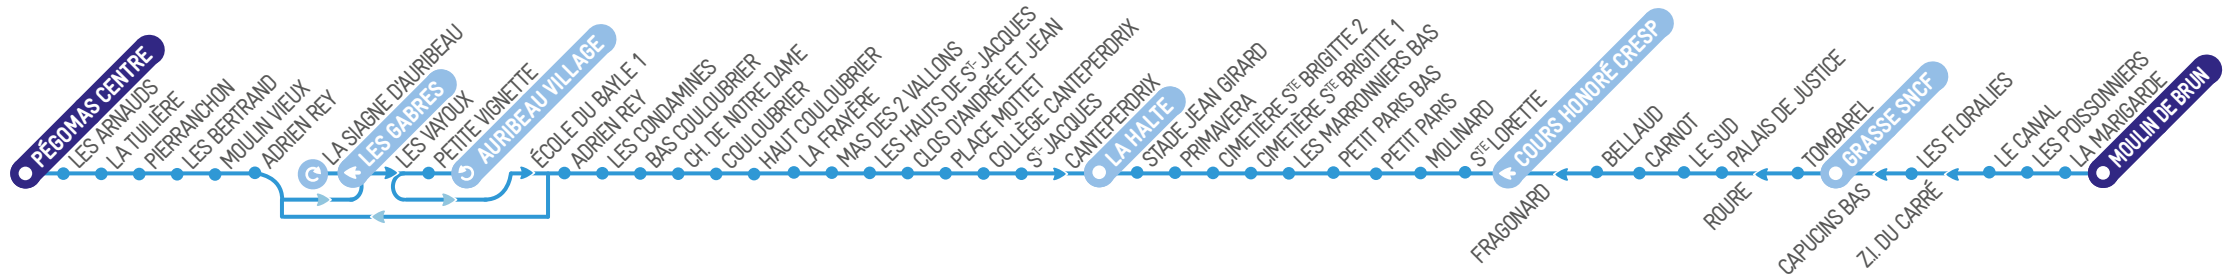 PÉGOMAS CENTRE
LES ARNAUDS
LA TUILIÈRE
PIERRANCHON
LES BERTRAND
MOULIN VIEUX
ADRIEN REY
LA SIAGNE D'AURIBEAU
LES GABRES
LES VAYOUX
PETITE VIGNETTE
AURIBEAU VILLAGE
ÉCOLE DU BAYLE 1
ADRIEN REY
LES CONDAMINES
BAS COULOUBRIER
CH. DE NOTRE DAME
COULOUBRIER
HAUT COULOUBRIER
LA FRAYÈRE
MAS DES 2 VALLONS
LES HAUTS DE ST-JACQUES
CLOS D'ANDRÉE ET JEAN
PLACE MOTTET
COLLÈGE CANTEPERDRIX
ST-JACQUES
CANTEPERDRIX
LA HALTE
STADE JEAN GIRARD
PRIMAVERA
CIMETIÈRE STE BRIGITTE 2
CIMETIÈRE STE BRIGITTE 1
LES MARRONNIERS BAS
PETIT PARIS BAS
PETIT PARIS
MOLINARD
STE LORETTE
COURS HONORÉ CRESP
FRAGONARD
BELLAUD
CARNOT
LE SUD
PALAIS DE JUSTICE
ROURE
TOMBAREL
GRASSE SNCF
CAPUCINS BAS
LES FLORALIES
Z.I. DU CARRÉ
LE CANAL
LES POISSONNIERS
LA MARIGARDE
MOULIN DE BRUN